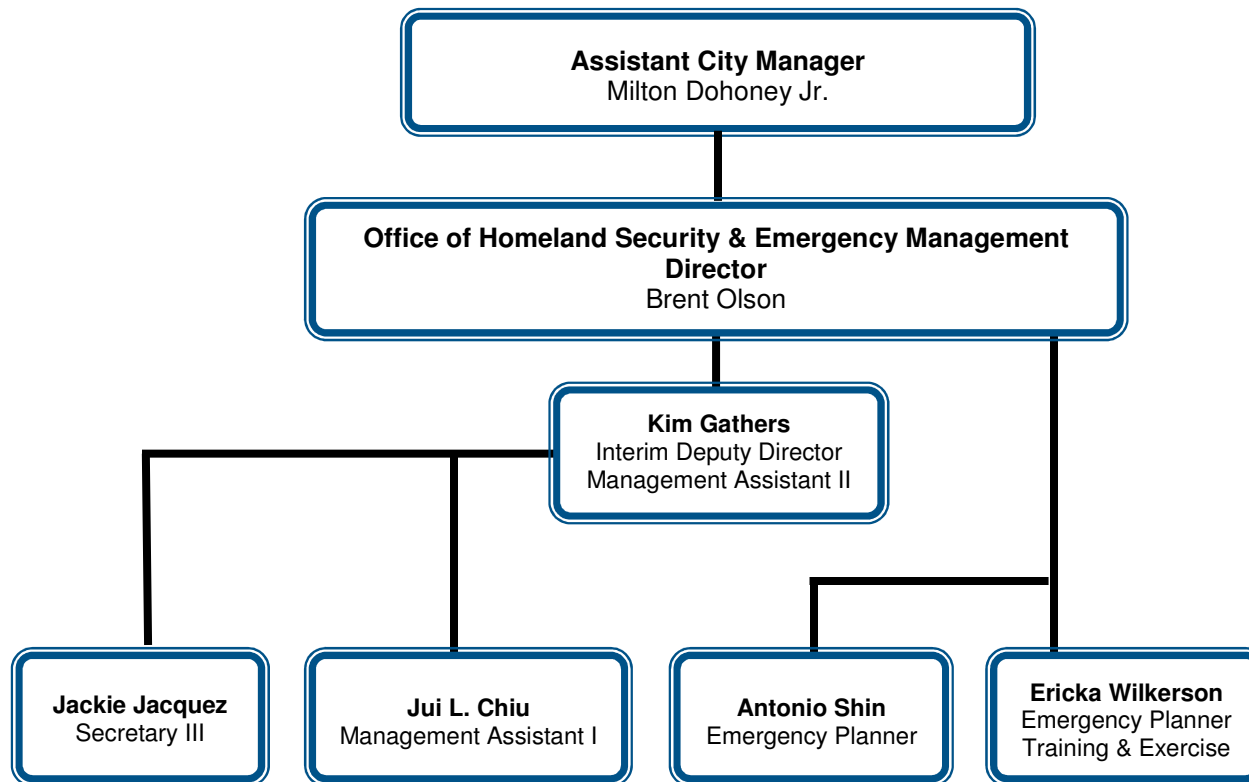 Assistant City Manager
Milton Dohoney Jr.
Office of Homeland Security & Emergency Management
Director
Brent Olson
Kim Gathers
Interim Deputy Director
Management Assistant II
Jackie Jacquez
Secretary III
Jui L. Chiu
Management Assistant I
Antonio Shin
Emergency Planner
Ericka Wilkerson
Emergency Planner
Training & Exercise